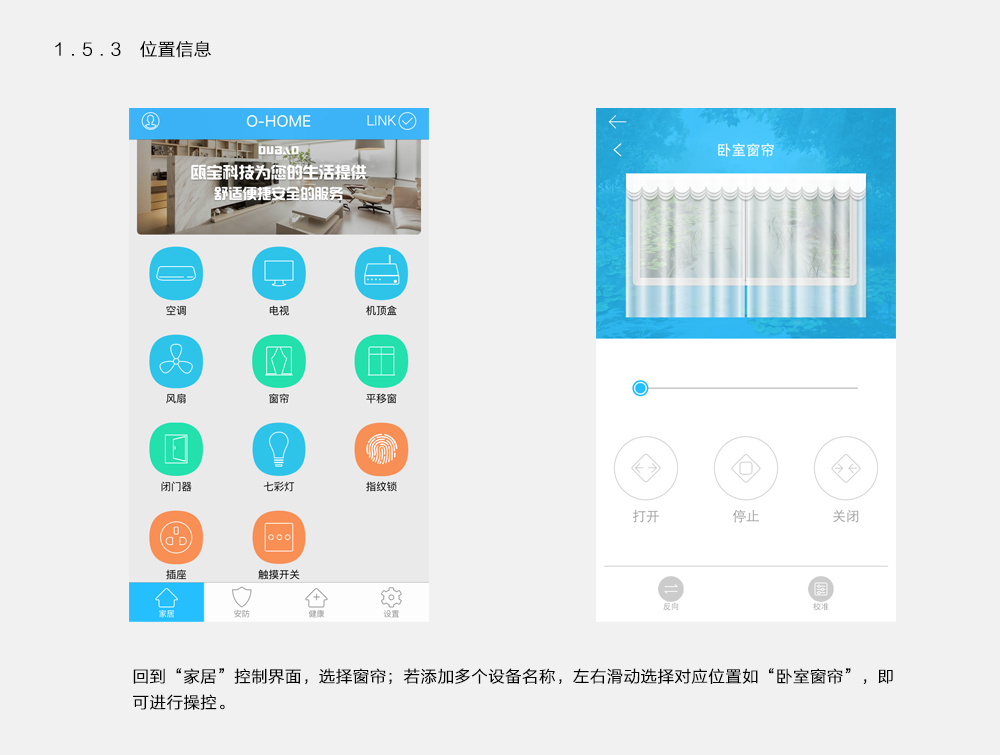 1.5.3 位置信息
O-HOME
LINK
OUBAO
瓯宝科技为您的生活提供
舒适便捷安全的服务
空调
电视
机顶盒
风扇
窗帘
平移窗
闭门器
七彩灯
指纹锁
插座
触摸开关
家居
安防
健康
设置
卧室窗帘
打开
停止
关闭
反向
校准
回到“家居”控制界面，选择窗帘；若添加多个设备名称，左右滑动选择对应位置如“卧室窗帘”，即
可进行操控。